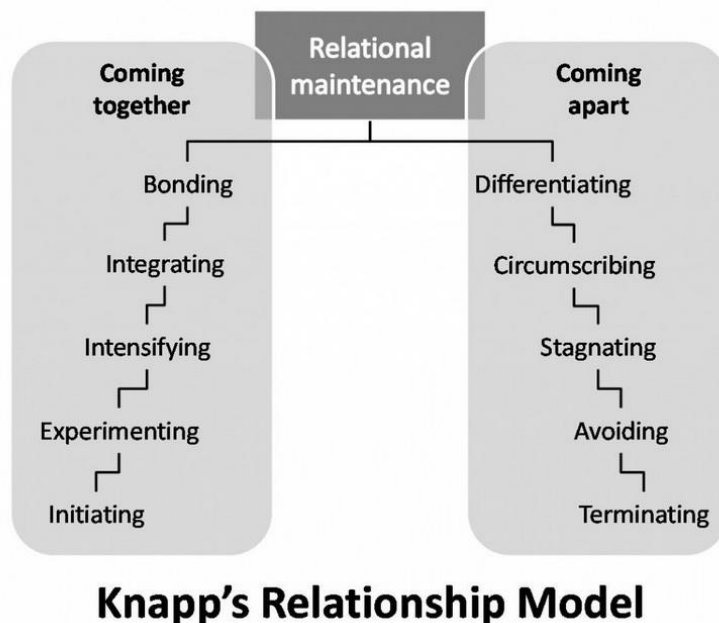 Relational
maintenance
Coming
together
Bonding
Integrating
Intensifying
Experimenting
Initiating
Coming
apart
Differentiating
Circumscribing
Stagnating
Avoiding
Terminating
Knapp's Relationship Model